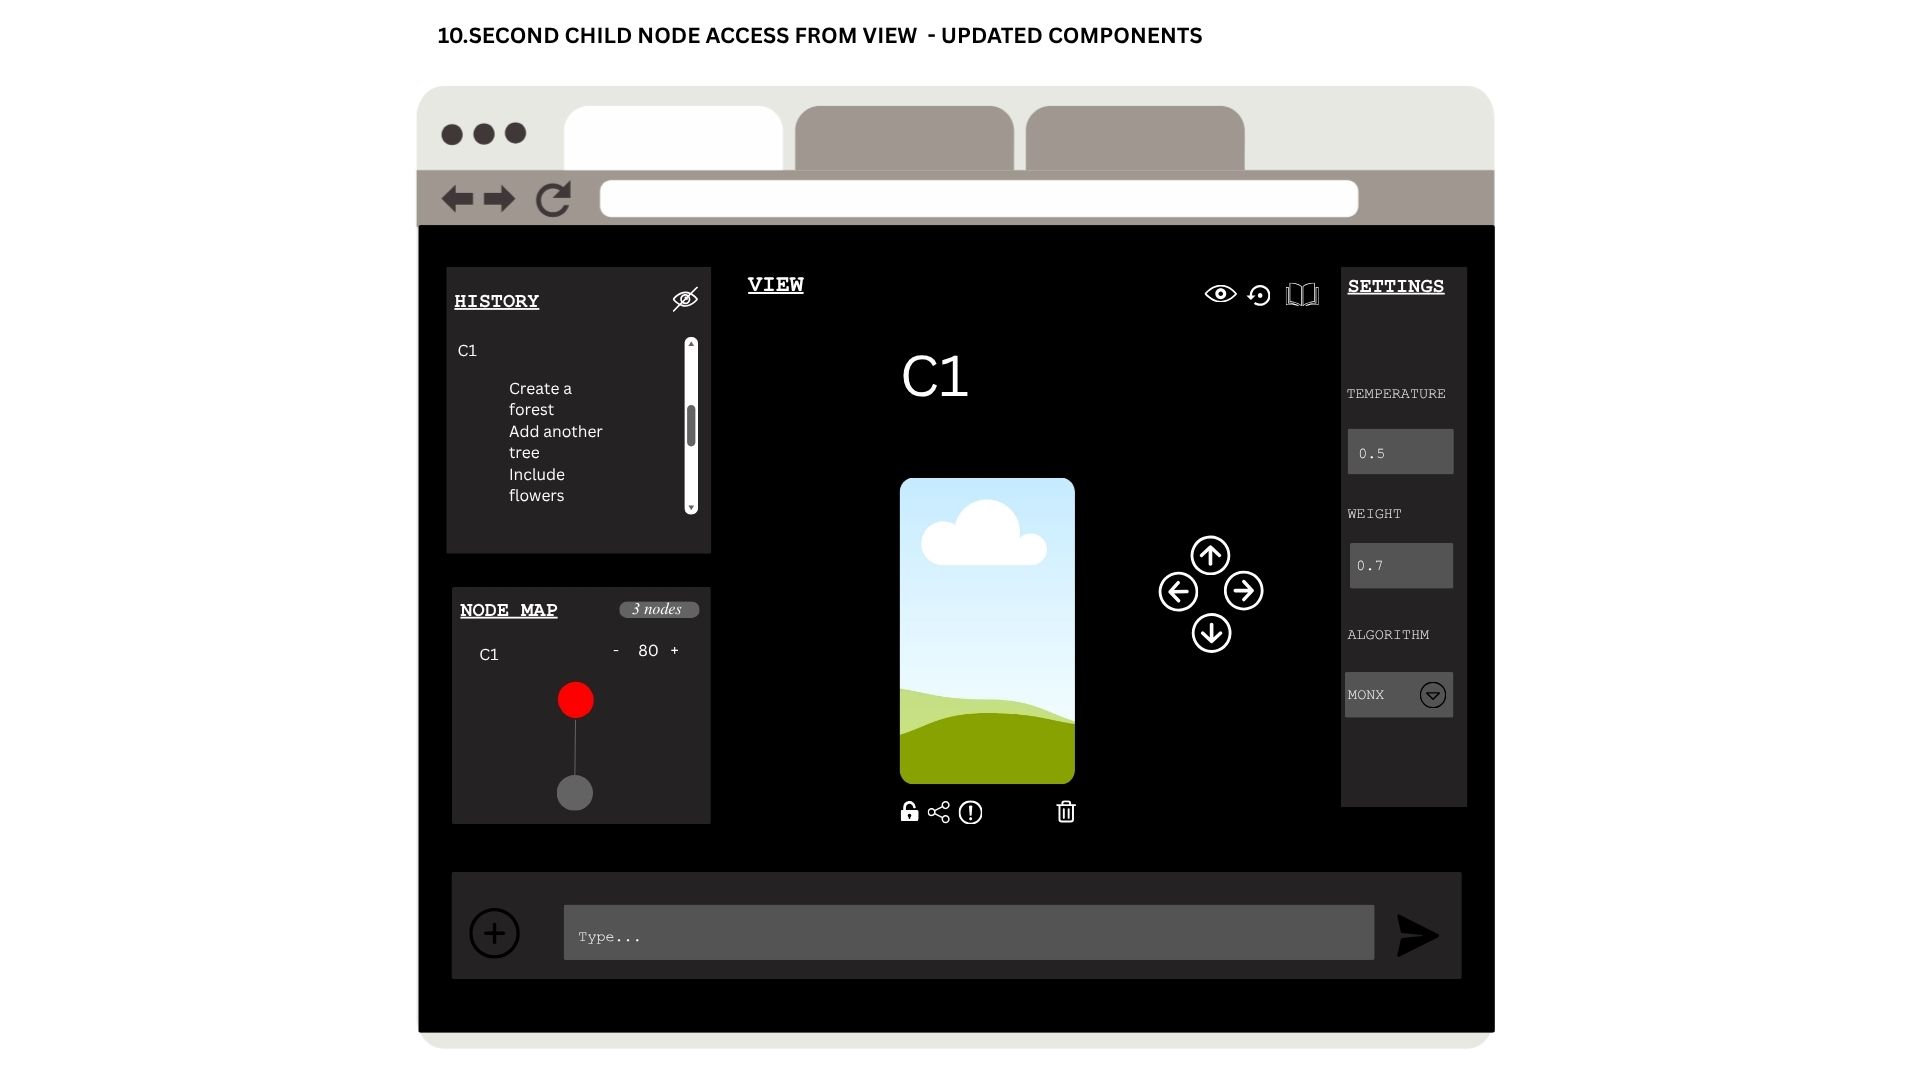 10.SECOND CHILD NODE ACCESS FROM VIEW - UPDATED COMPONENTS
HISTORY
C1
Create a
forest
Add another
tree
Include
flowers
NODE MAP
3 nodes
C1
- 80 +
VIEW
C1
SETTINGS
TEMPERATURE
0.5
WEIGHT
0.7
ALGORITHM
MONX
Type...